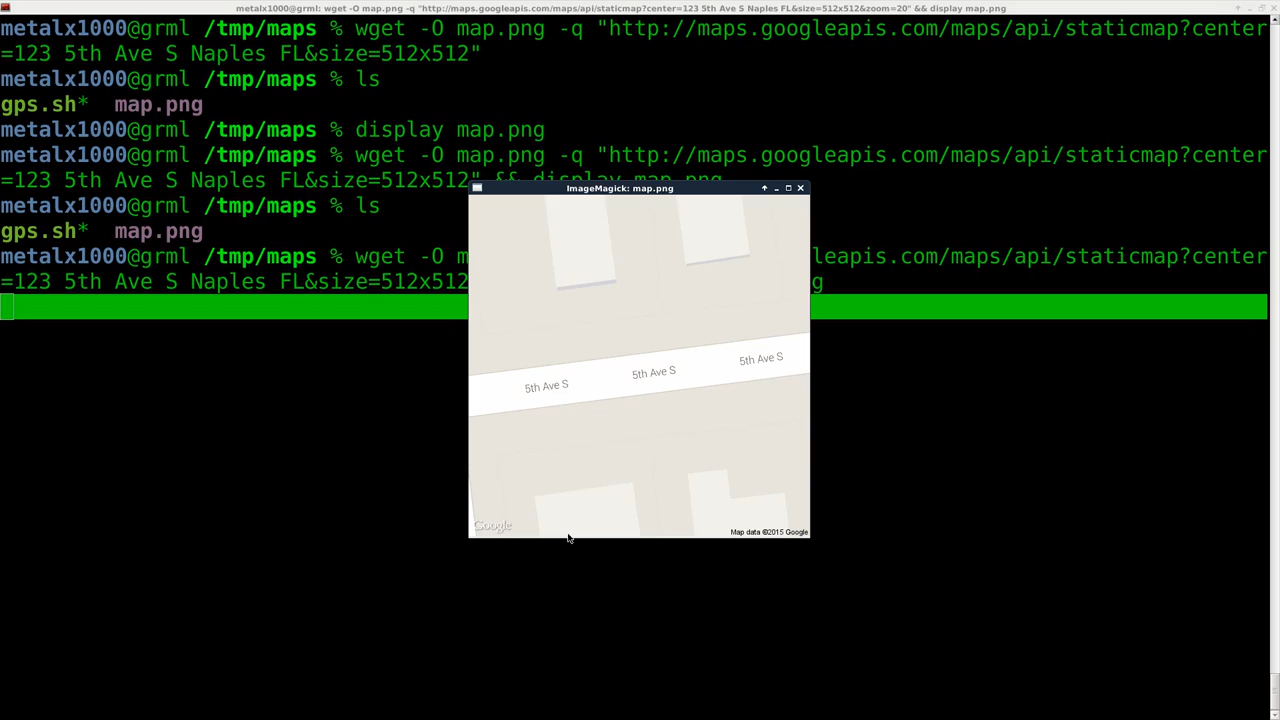 metalx1000@grml: wget -O map.png -q "http://maps.googleapis.com/maps/api/staticmap?center=123 5th Ave S Naples FL&size=512x512&zoom=20" && display map.png
metalx1000@grml /tmp/maps % wget -O map.png -q "http://maps.googleapis.com/maps/api/staticmap?center
=123 5th Ave S Naples FL&size=512x512"
metalx1000@grml /tmp/maps % ls
gps.sh* map.png
metalx1000@grml /tmp/maps % display map.png
metalx1000@grml /tmp/maps % wget -O map.png -q "http://maps.googleapis.com/maps/api/staticmap?center
=123 5th Ave S Naples FL&size=512x512" && display map.png
metalx1000@grml /tmp/maps % ls
gps.sh* map.png
metalx1000@grml /tmp/maps % wget -O m
leapis.com/maps/api/staticmap?center
=123 5th Ave S Naples FL&size=512x512
g
ImageMagick: map.png
5th Ave S
5th Ave S
5th Ave S
Google
Map data ©2015 Google